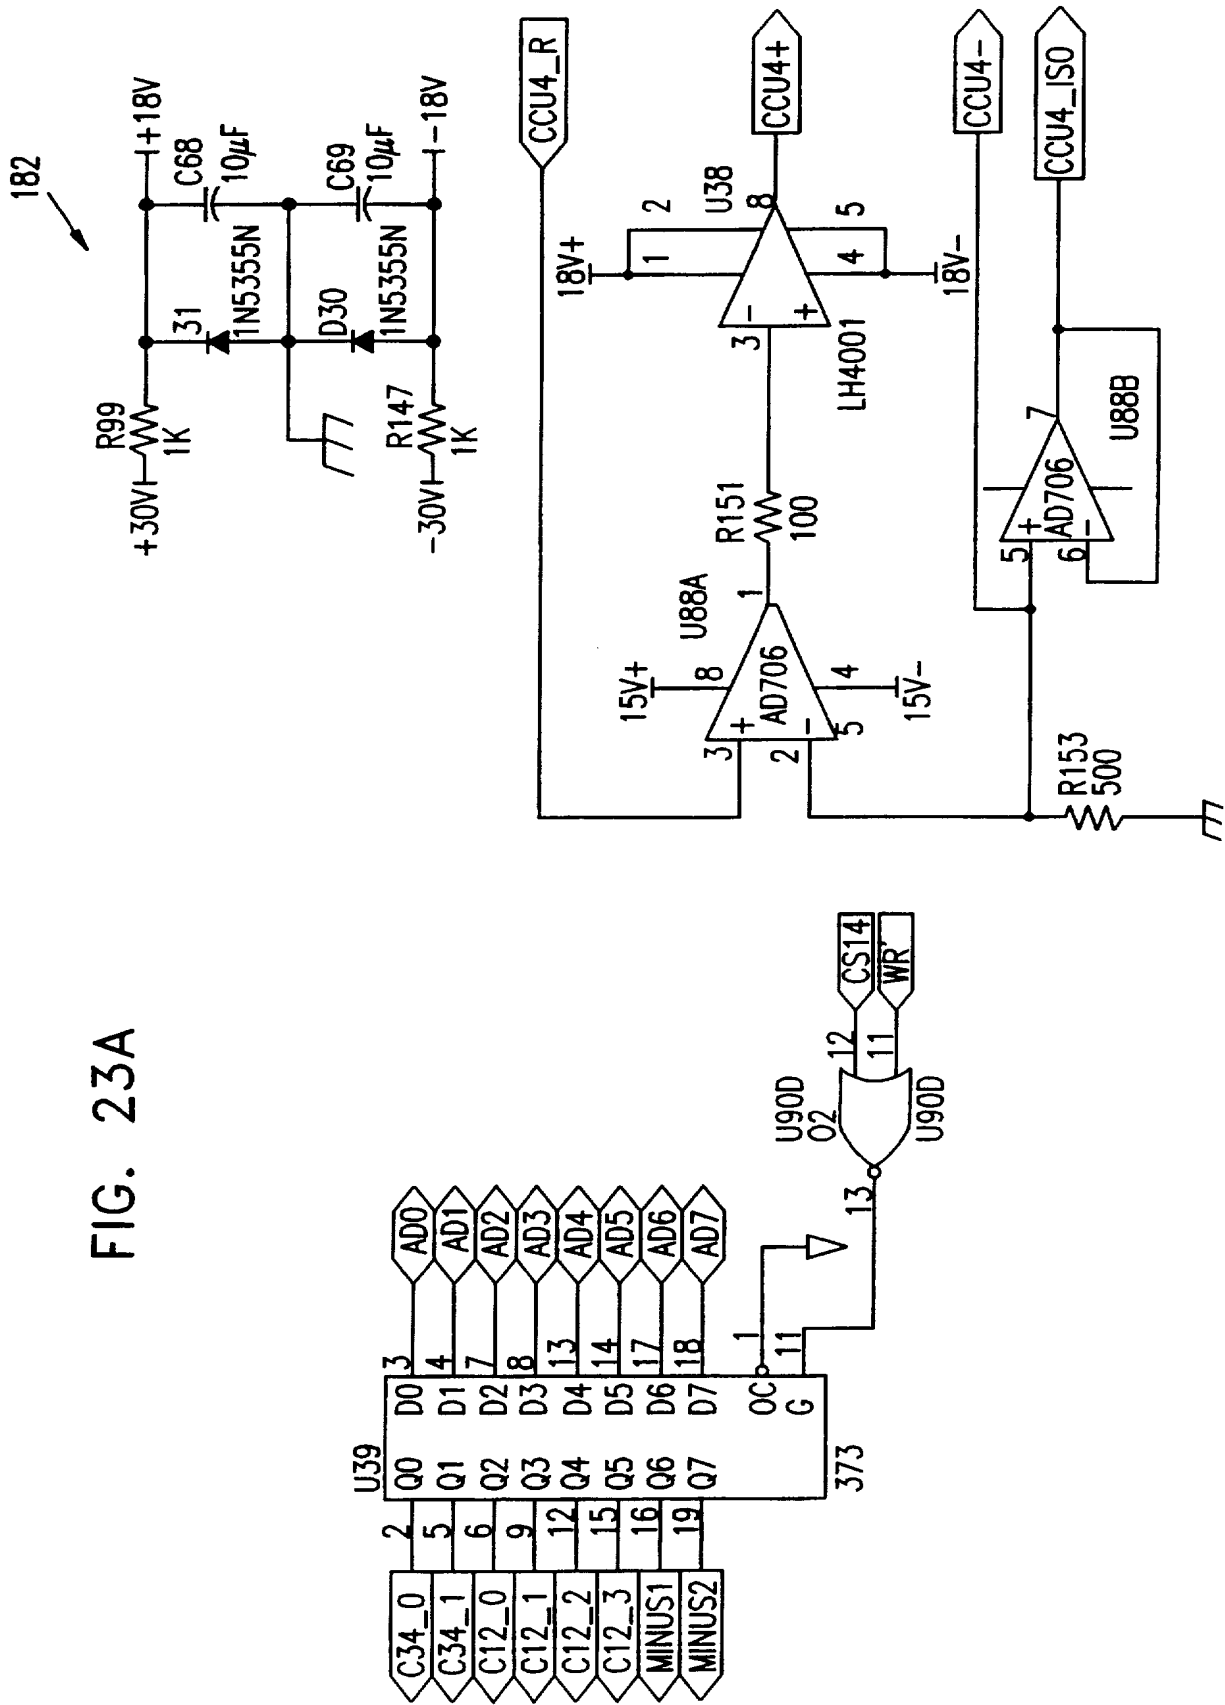 FIG. 23A
182
+30V
R99
1K
31
1N5355N
C68
10µF
+18V
D30
1N5355N
C69
10µF
-30V
R147
1K
-18V
CCU4_R
U88A
15V+
8
3
+
AD706
2
-
5
4
15V-
1
R151
100
18V+
1
2
U38
3
-
+
8
4
5
18V-
LH4001
CCU4+
CCU4-
CCU4_ISO
5
+
AD706
6
-
7
U88B
R153
500
U39
C34_0
2
Q0
D0
3
AD0
C34_1
5
Q1
D1
4
AD1
C12_0
6
Q2
D2
7
AD2
C12_1
9
Q3
D3
8
AD3
C12_2
12
Q4
D4
13
AD4
C12_3
15
Q5
D5
14
AD5
MINUS1
16
Q6
D6
17
AD6
MINUS2
19
Q7
D7
18
AD7
OC
1
G
11
373
U90D
02
13
12
CS14
11
WR'
U90D